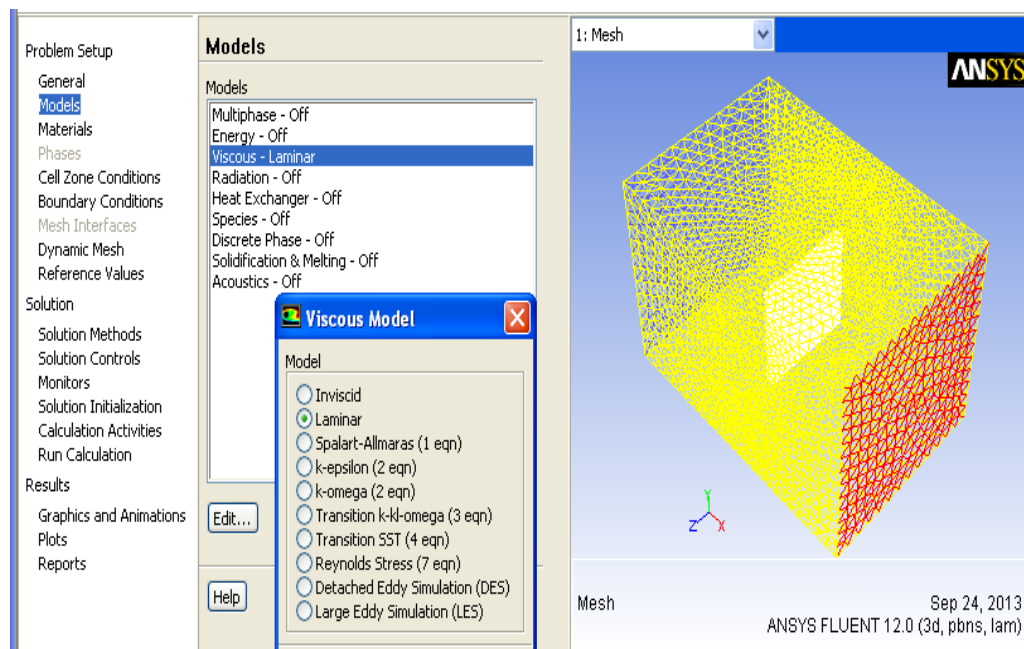 Problem Setup
General
Models
Materials
Phases
Cell Zone Conditions
Boundary Conditions
Mesh Interfaces
Dynamic Mesh
Reference Values
Solution
Solution Methods
Solution Controls
Monitors
Solution Initialization
Calculation Activities
Run Calculation
Results
Graphics and Animations
Plots
Reports
Models
Models
Multiphase - Off
Energy - Off
Viscous - Laminar
Radiation - Off
Heat Exchanger - Off
Species - Off
Discrete Phase - Off
Solidification & Melting - Off
Acoustics - Off
Edit...
Help
Viscous Model
Model
Inviscid
Laminar
Spalart-Allmaras (1 eqn)
k-epsilon (2 eqn)
k-omega (2 eqn)
Transition k-kl-omega (3 eqn)
Transition SST (4 eqn)
Reynolds Stress (7 eqn)
Detached Eddy Simulation (DES)
Large Eddy Simulation (LES)
1: Mesh
ANSYS
Y
Z X
Mesh
Sep 24, 2013
ANSYS FLUENT 12.0 (3d, pbns, lam)